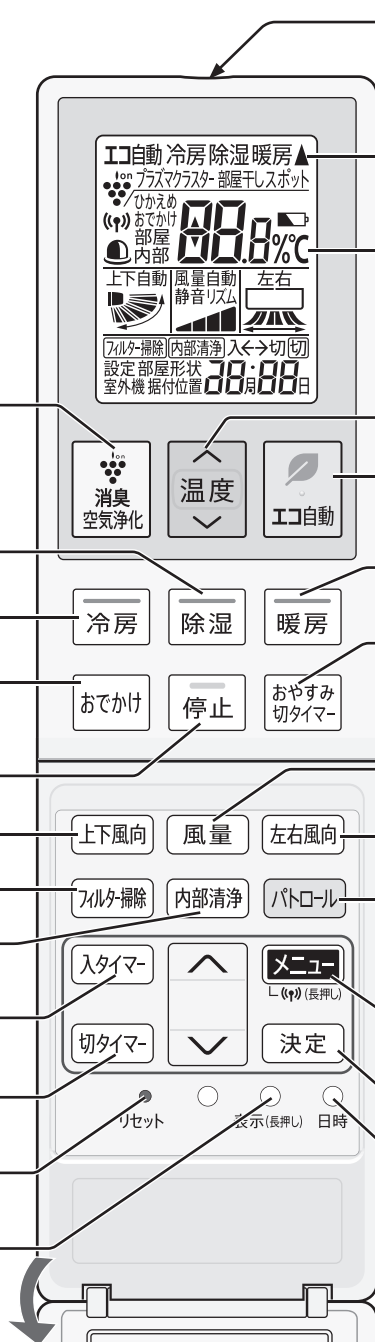 エコ自動 冷房 除湿 暖房
ion プラズマクラスター 部屋干し スポット
ひかえめ
おでかけ
部屋
内部
88.8%℃
上下自動 風量自動 左右
静音 リズム
フィルター掃除 内部清浄 入←→切 切
設定 部屋形状
室外機 据付位置 28月:88日
ion
消臭
空気浄化
温度
エコ自動
冷房 除湿 暖房
おでかけ 停止 おやすみ
切タイマー
上下風向 風量 左右風向
フィルター掃除 内部清浄 パトロール
入タイマー メニュー
(長押し)
切タイマー 決定
リセット 表示(長押し) 日時